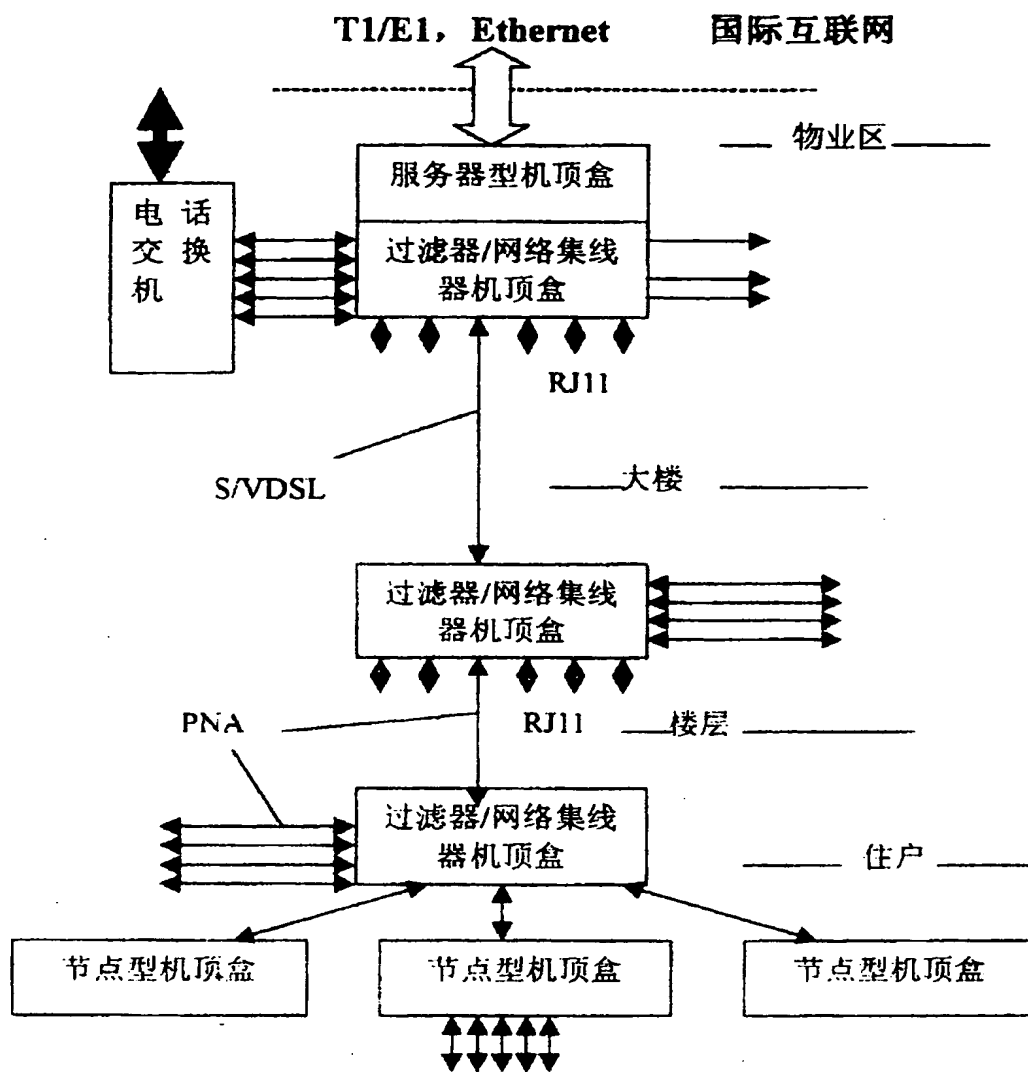 T1/E1，Ethernet 国际互联网
物业区
服务器型机顶盒
电话
交换
机
过滤器/网络集线
器机顶盒
RJ11
S/VDSL
大楼
过滤器/网络集线
器机顶盒
PNA
RJ11
楼层
过滤器/网络集线
器机顶盒
住户
节点型机顶盒
节点型机顶盒
节点型机顶盒